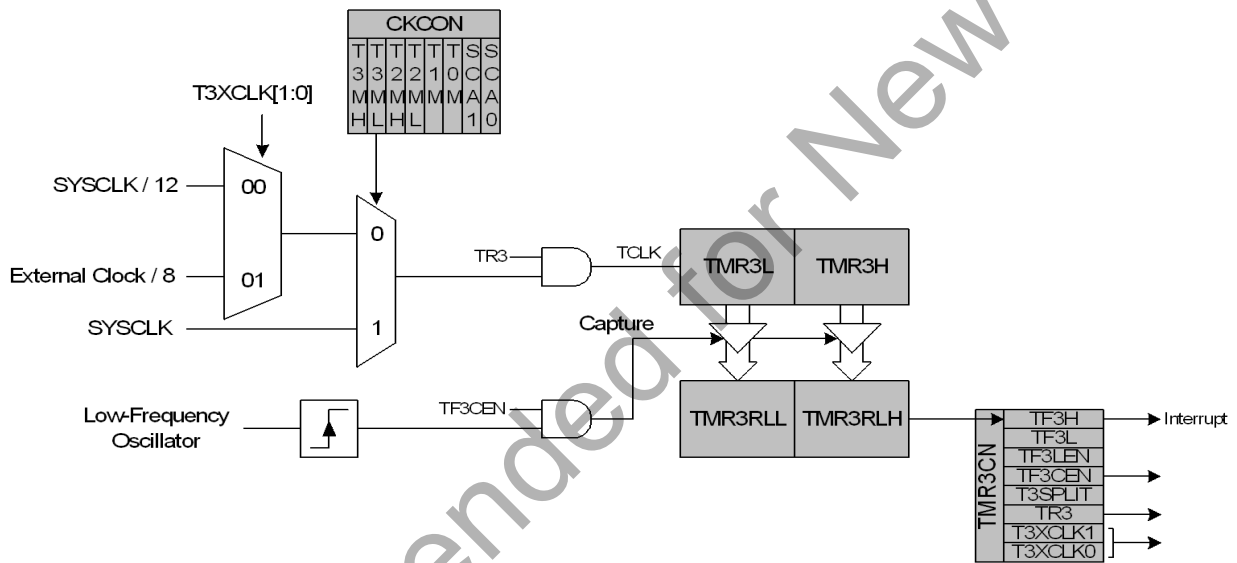 CKCON
T3MH T3ML T2MH T2ML T1M T0M SCA1 SCA0
T3XCLK[1:0]
SYSCLK / 12
00
External Clock / 8
01
SYSCLK
0
1
TR3
TCLK
TMR3L
TMR3H
Capture
Low-Frequency
Oscillator
TF3CEN
TMR3RLL
TMR3RLH
TMR3CN
TF3H
Interrupt
TF3L
TF3LEN
TF3CEN
T3SPLIT
TR3
T3XCLK1
T3XCLK0
ended for New